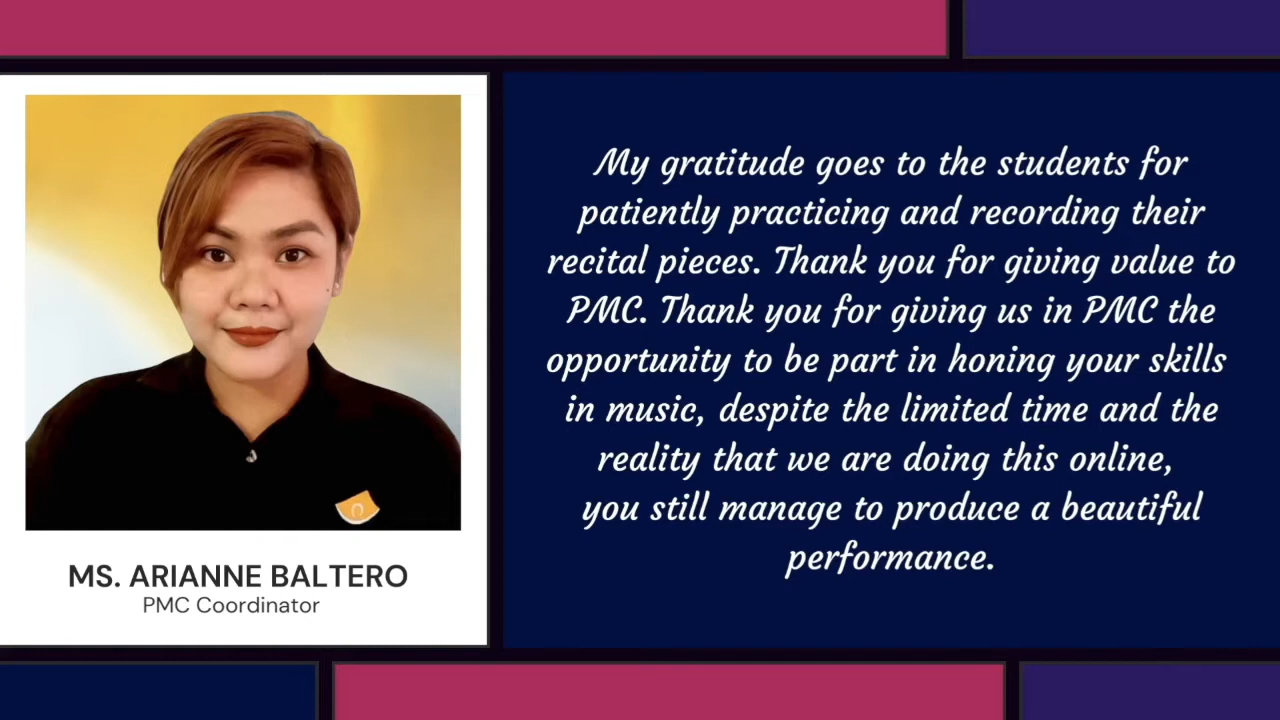 My gratitude goes to the students for
patiently practicing and recording their
recital pieces. Thank you for giving value to
PMC. Thank you for giving us in PMC the
opportunity to be part in honing your skills
in music, despite the limited time and the
reality that we are doing this online,
you still manage to produce a beautiful
performance.
MS. ARIANNE BALTERO
PMC Coordinator